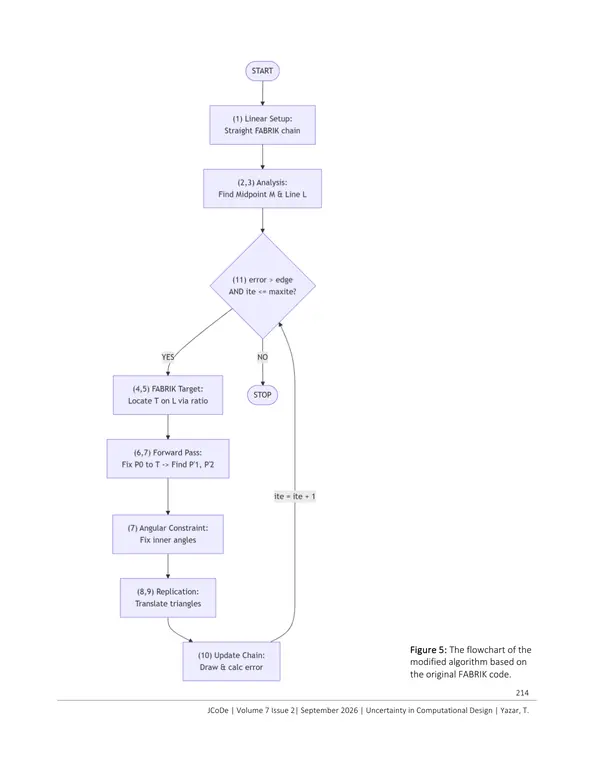 START
(1) Linear Setup:
Straight FABRIK chain
(2,3) Analysis:
Find Midpoint M & Line L
(11) error > edge
AND ite <= maxite?
YES
NO
(4,5) FABRIK Target:
Locate T on L via ratio
STOP
(6,7) Forward Pass:
Fix P0 to T -> Find P'1, P'2
ite = ite + 1
(7) Angular Constraint:
Fix inner angles
(8,9) Replication:
Translate triangles
(10) Update Chain:
Draw & calc error
Figure 5: The flowchart of the
modified algorithm based on
the original FABRIK code.
214
JCoDe | Volume 7 Issue 2| September 2026 | Uncertainty in Computational Design | Yazar, T.